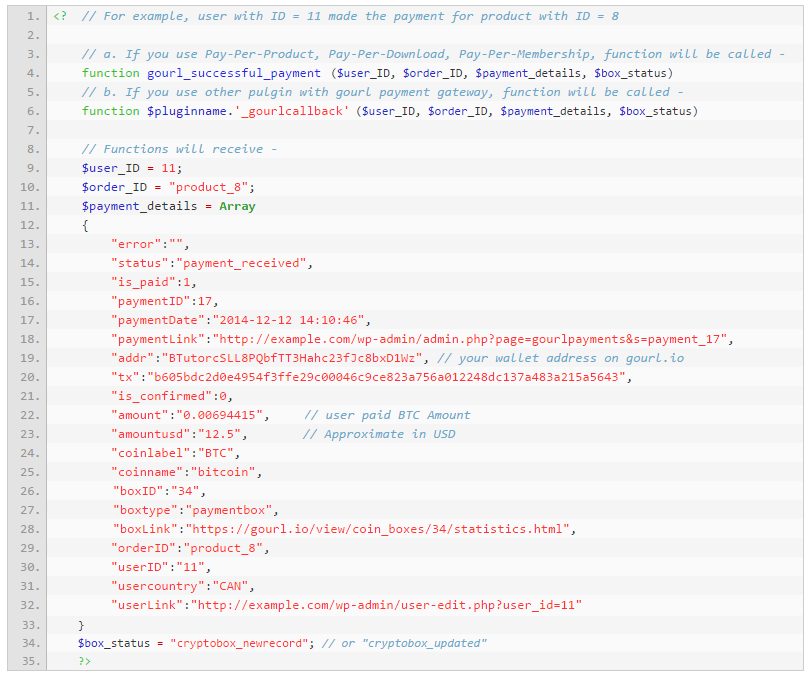 1. <?  // For example, user with ID = 11 made the payment for product with ID = 8
2.
3. // a. If you use Pay-Per-Product, Pay-Per-Download, Pay-Per-Membership, function will be called -
4. function gourl_successful_payment ($user_ID, $order_ID, $payment_details, $box_status)
5. // b. If you use other pulgin with gourl payment gateway, function will be called -
6. function $pluginname.'_gourlcallback' ($user_ID, $order_ID, $payment_details, $box_status)
7.
8. // Functions will receive -
9. $user_ID = 11;
10. $order_ID = "product_8";
11. $payment_details = Array
12. {
13. "error":"",
14. "status":"payment_received",
15. "is_paid":1,
16. "paymentID":17,
17. "paymentDate":"2014-12-12 14:10:46",
18. "paymentLink":"http://example.com/wp-admin/admin.php?page=gourlpayments&s=payment_17",
19. "addr":"BTutorcSLL8PQbfTT3Hahc23fJc8bxD1Wz", // your wallet address on gourl.io
20. "tx":"b605bdc2d0e4954f3ffe29c00046c9ce823a756a012248dc137a483a215a5643",
21. "is_confirmed":0,
22. "amount":"0.00694415", // user paid BTC Amount
23. "amountusd":"12.5", // Approximate in USD
24. "coinlabel":"BTC",
25. "coinname":"bitcoin",
26. "boxID":"34",
27. "boxtype":"paymentbox",
28. "boxLink":"https://gourl.io/view/coin_boxes/34/statistics.html",
29. "orderID":"product_8",
30. "userID":"11",
31. "usercountry":"CAN",
32. "userLink":"http://example.com/wp-admin/user-edit.php?user_id=11"
33. }
34. $box_status = "cryptobox_newrecord"; // or "cryptobox_updated"
35. ?>